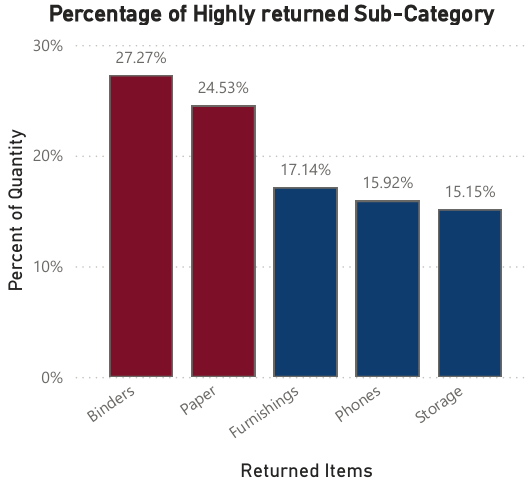 Percentage of Highly returned Sub-Category
30%
27.27%
24.53%
20%
17.14%
15.92%
15.15%
10%
0%
Percent of Quantity
Binders
Paper
Furnishings
Phones
Storage
Returned Items